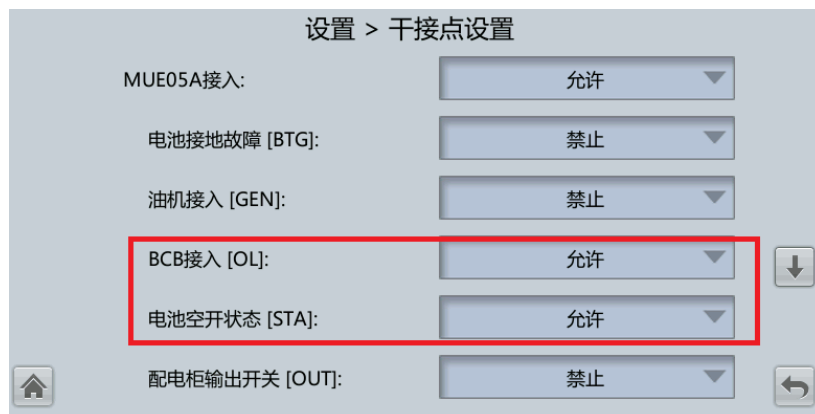 设置 > 干接点设置
MUE05A接入: 允许
电池接地故障 [BTG]: 禁止
油机接入 [GEN]: 禁止
BCB接入 [OL]: 允许
电池空开状态 [STA]: 允许
配电柜输出开关 [OUT]: 禁止